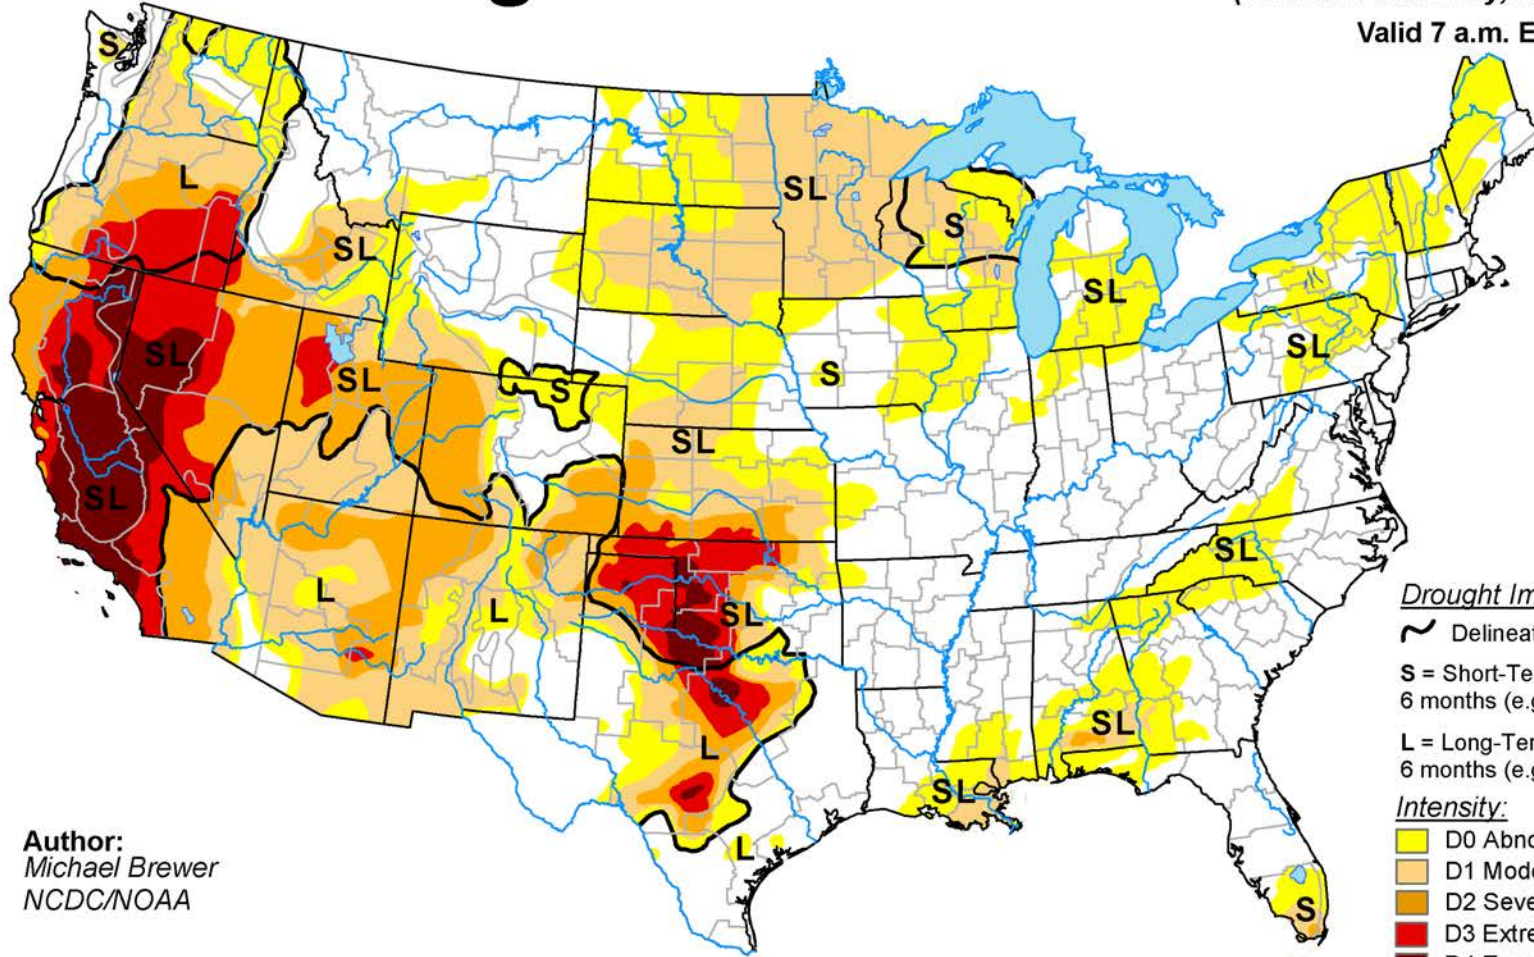 Valid 7 a.m. E
S
L
SL
SL
S
SL
S
SL
SL
SL
S
SL
SL
SL
SL
L
L
SL
L
SL
SL
L
S
Drought Im
Delinea
S = Short-Te
6 months (e.g
L = Long-Ter
6 months (e.g
Intensity:
D0 Abno
D1 Mode
D2 Seve
D3 Extre
Author:
Michael Brewer
NCDC/NOAA